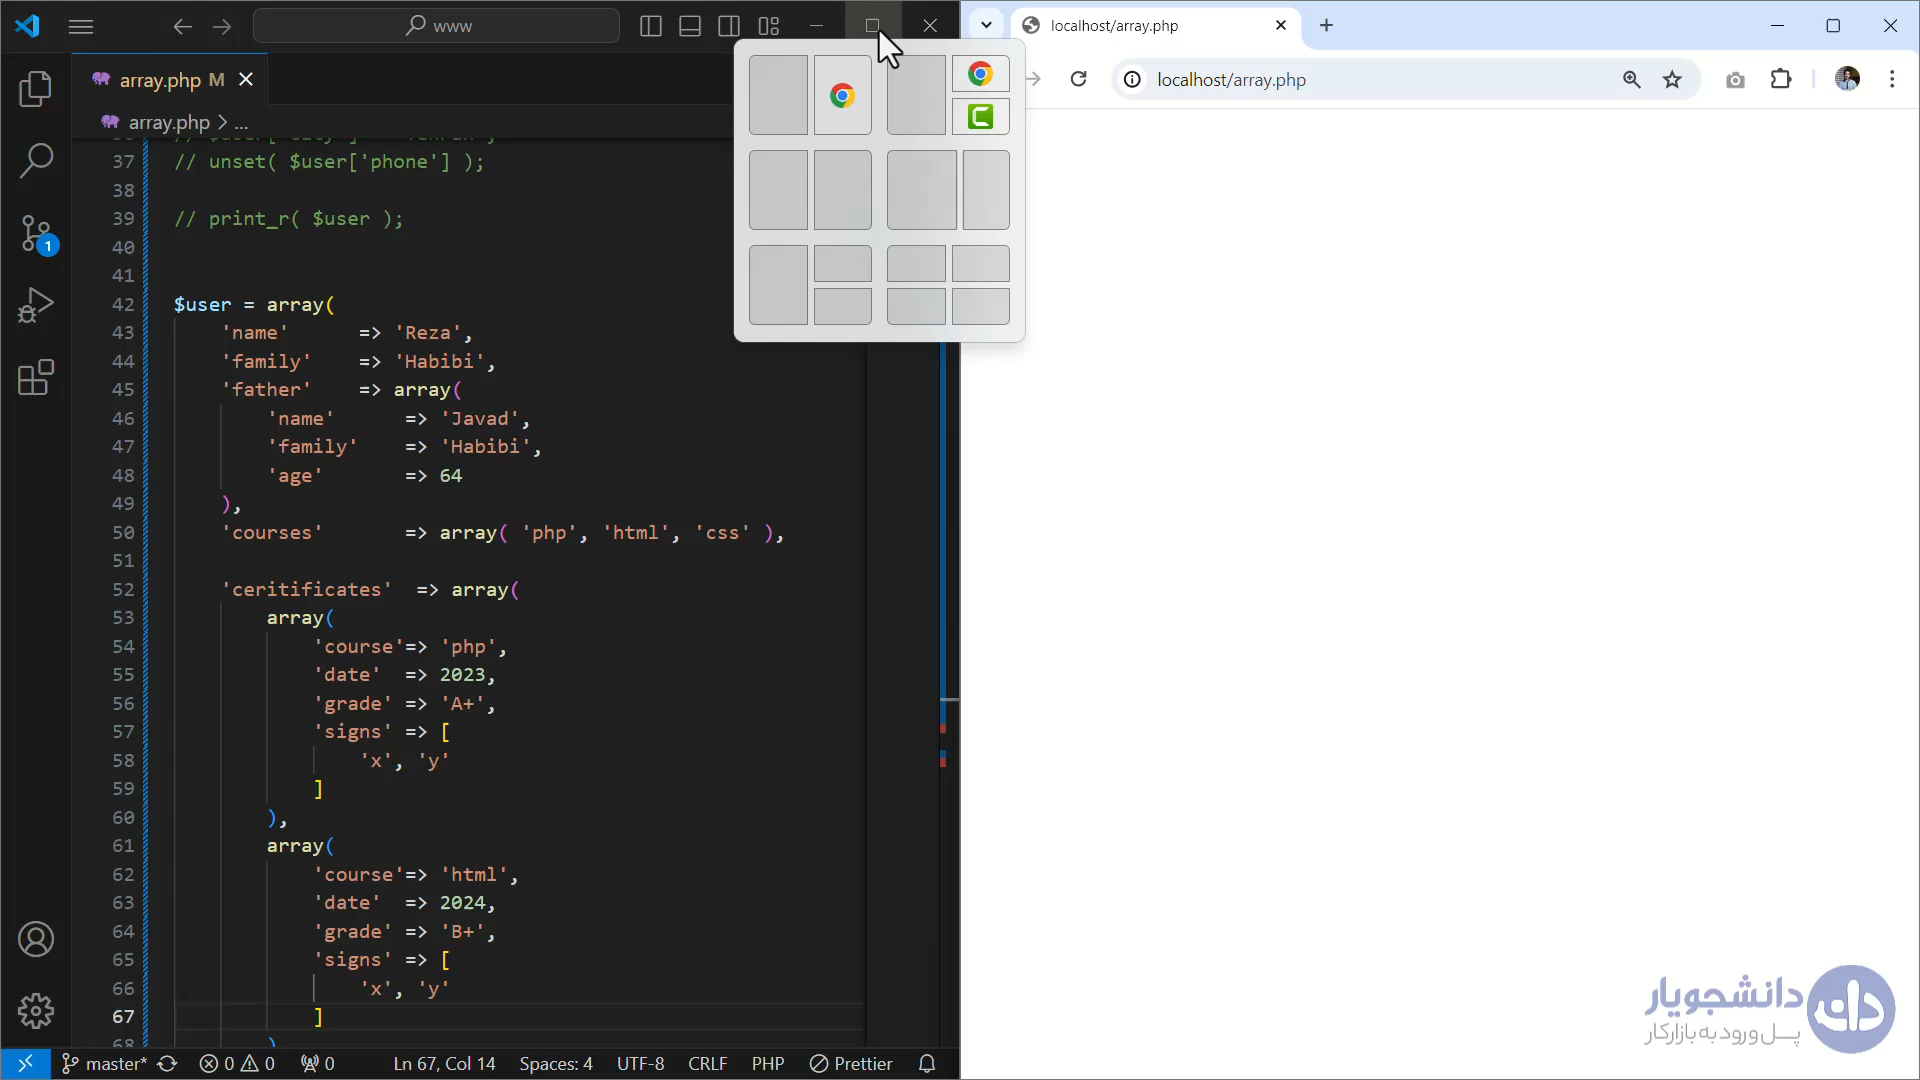 www
localhost/array.php
array.php M
localhost/array.php
array.php > ...
37 // unset( $user['phone'] );
38
39 // print_r( $user );
40
41
42 $user = array(
43 'name' => 'Reza',
44 'family' => 'Habibi',
45 'father' => array(
46 'name' => 'Javad',
47 'family' => 'Habibi',
48 'age' => 64
49 ),
50 'courses' => array( 'php', 'html', 'css' ),
51
52 'ceritificates' => array(
53 array(
54 'course'=> 'php',
55 'date' => 2023,
56 'grade' => 'A+',
57 'signs' => [
58 'x', 'y'
59 ]
60 ),
61 array(
62 'course'=> 'html',
63 'date' => 2024,
64 'grade' => 'B+',
65 'signs' => [
66 'x', 'y'
67 ]
68 )
1
master* 0 0 0 Ln 67, Col 14 Spaces: 4 UTF-8 CRLF PHP Prettier
دانشجویار
پل ورود به بازار کار